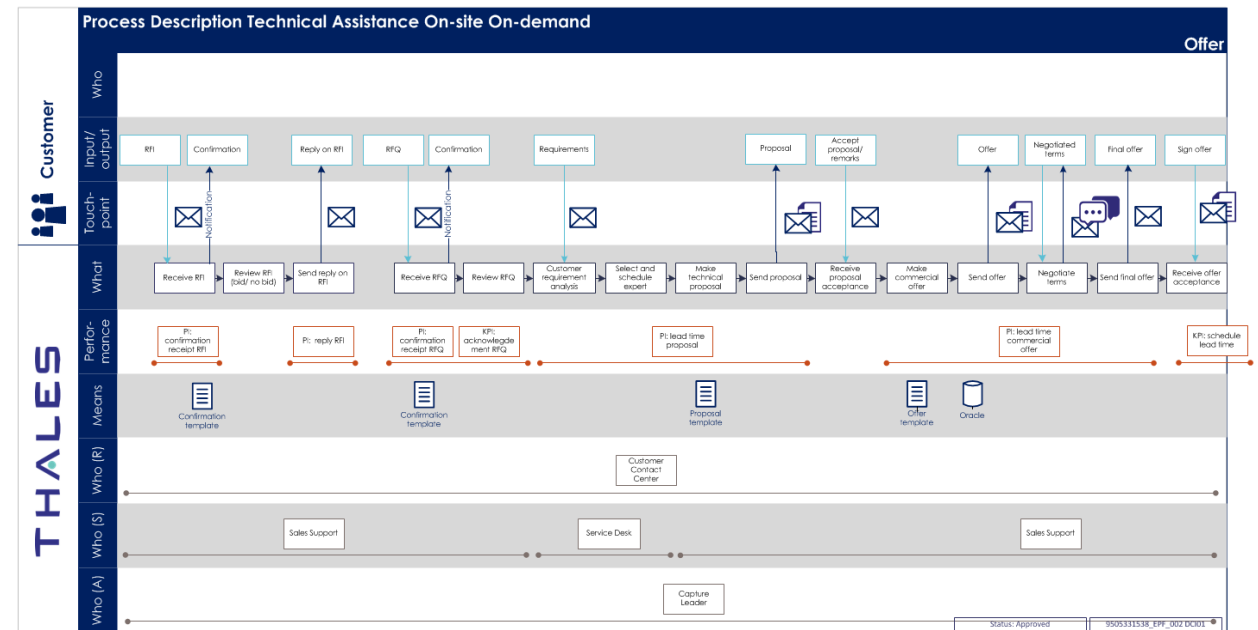 Process Description Technical Assistance On-site On-demand
Offer
Customer
THALES
Who
Input/
output
RFI
Confirmation
Reply on RFI
RFQ
Confirmation
Requirements
Proposal
Accept
proposal/
remarks
Offer
Negotiated
terms
Final offer
Sign offer
Touch-
point
Notification
Notification
What
Receive RFI
Review RFI
(bid/ no bid)
Send reply on
RFI
Receive RFQ
Review RFQ
Customer
requirement
analysis
Select and
schedule
expert
Make
technical
proposal
Send proposal
Receive
proposal
acceptance
Make
commercial
offer
Send offer
Negotiate
terms
Send final offer
Receive offer
acceptance
Perfor-
mance
PI:
confirmation
receipt RFI
PI: reply RFI
PI:
confirmation
receipt RFQ
KPI:
acknowlegde
ment RFQ
PI: lead time
proposal
PI: lead time
commercial
offer
KPI: schedule
lead time
Means
Confirmation
template
Confirmation
template
Proposal
template
Offer
template
Oracle
Who (R)
Customer
Contact
Center
Who (S)
Sales Support
Service Desk
Sales Support
Who (A)
Capture
Leader
Status: Approved
9505331538_EPF_002 DCI01